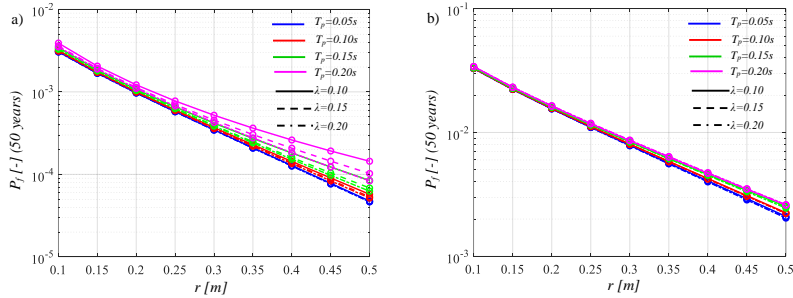 a)
10^-2
10^-3
10^-4
10^-5
P_f [-] (50 years)
0.1 0.15 0.2 0.25 0.3 0.35 0.4 0.45 0.5
r [m]
T_p=0.05s
T_p=0.10s
T_p=0.15s
T_p=0.20s
λ=0.10
λ=0.15
λ=0.20
b)
10^-1
10^-2
10^-3
P_f [-] (50 years)
0.1 0.15 0.2 0.25 0.3 0.35 0.4 0.45 0.5
r [m]
T_p=0.05s
T_p=0.10s
T_p=0.15s
T_p=0.20s
λ=0.10
λ=0.15
λ=0.20